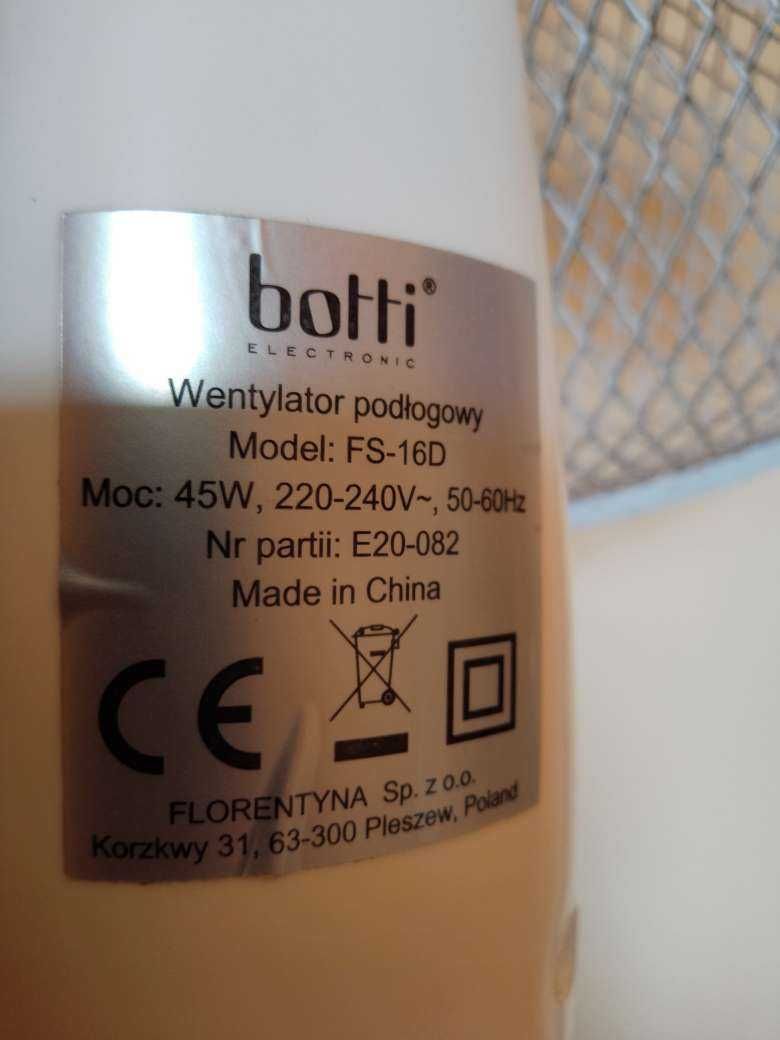 botti®
ELECTRONIC
Wentylator podłogowy
Model: FS-16D
Moc: 45W, 220-240V~, 50-60Hz
Nr partii: E20-082
Made in China
CE
FLORENTYNA Sp. z o.o.
Korzkwy 31, 63-300 Pleszew, Poland